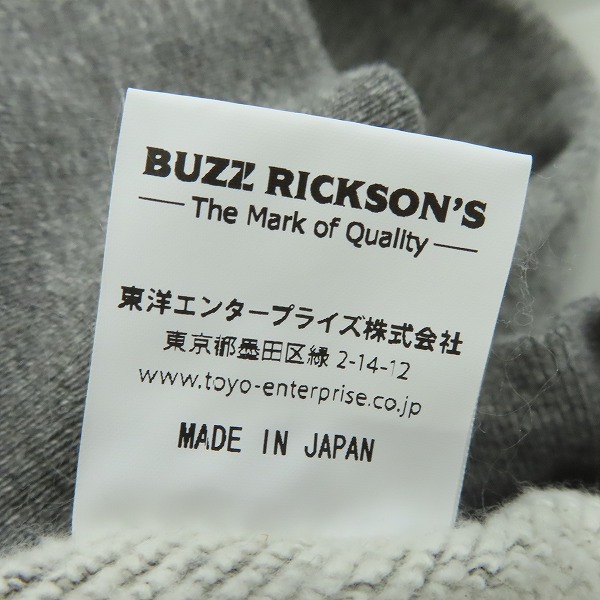 BUZZ RICKSON'S
The Mark of Quality
東洋エンタープライズ株式会社
東京都墨田区緑 2-14-12
www.toyo-enterprise.co.jp
MADE IN JAPAN